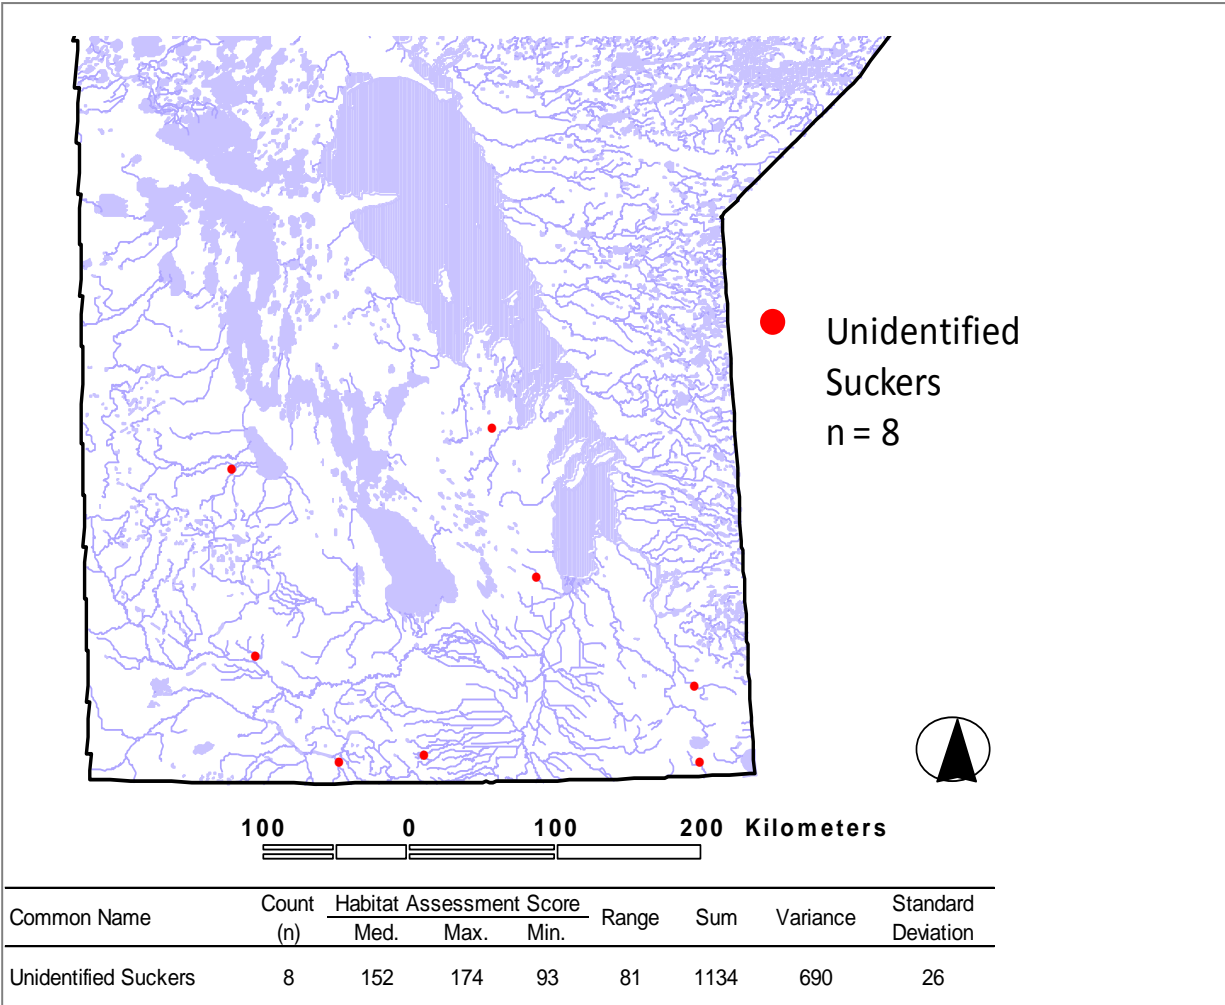 Unidentified
Suckers
n = 8
100 0 100 200 Kilometers
Common Name Count (n) Habitat Assessment Score Range Sum Variance Standard Deviation
Med. Max. Min.
Unidentified Suckers 8 152 174 93 81 1134 690 26